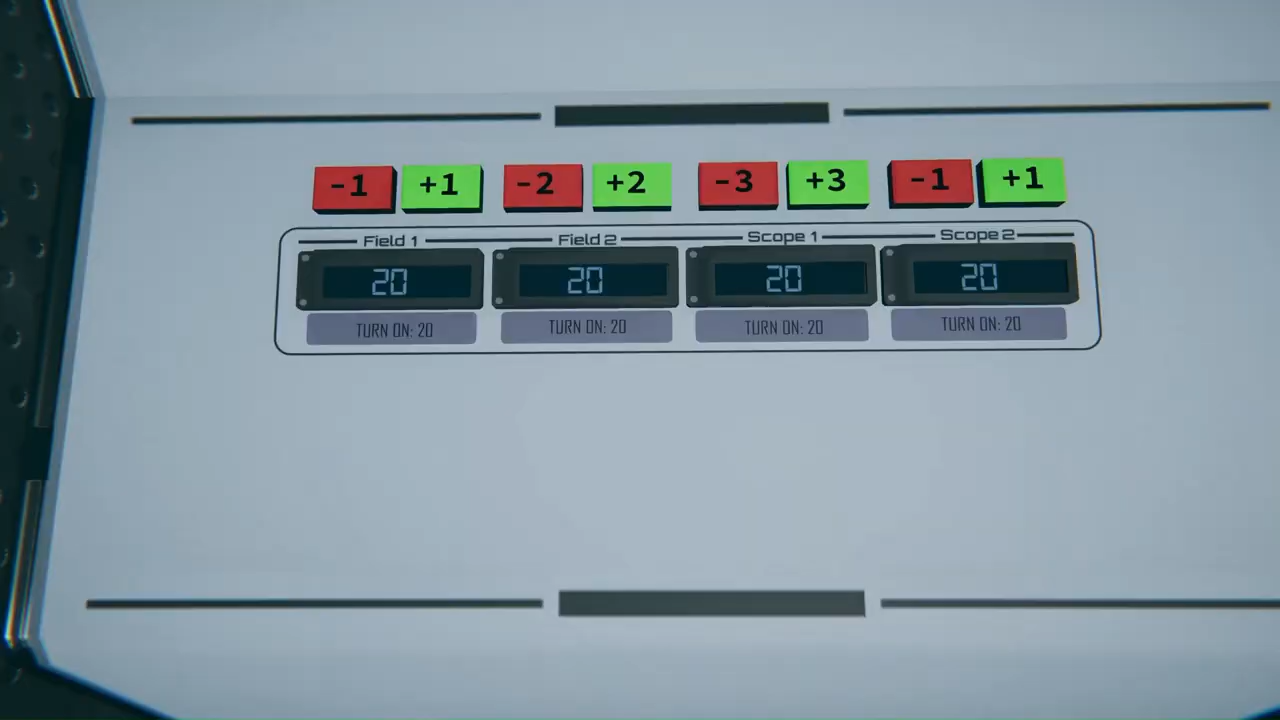 -1 +1 -2 +2 -3 +3 -1 +1
Field 1 Field 2 Scope 1 Scope 2
20 20 20 20
TURN ON: 20 TURN ON: 20 TURN ON: 20 TURN ON: 20